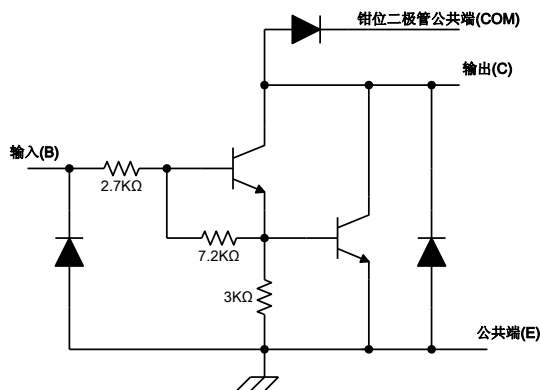 钳位二极管公共端(COM)
输出(C)
输入(B)
2.7KΩ
7.2KΩ
3KΩ
公共端(E)